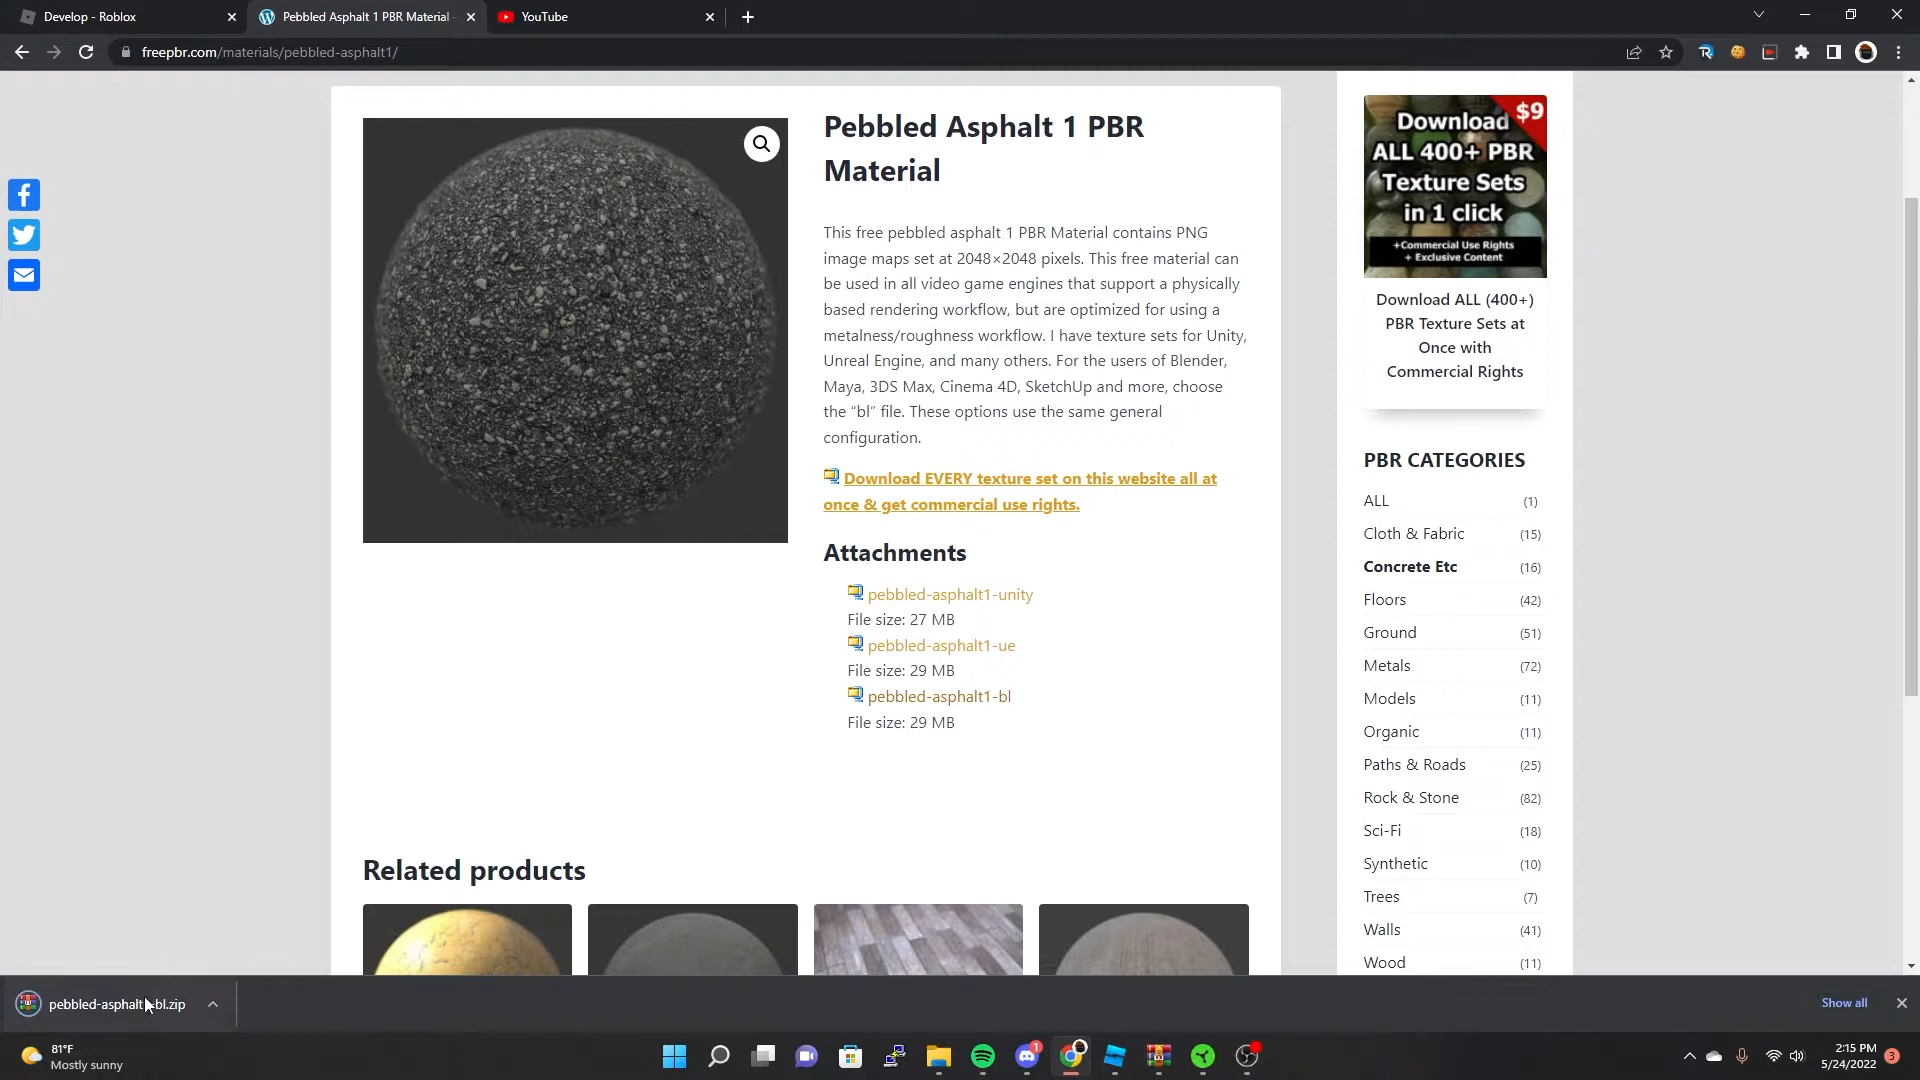 Develop - Roblox
Pebbled Asphalt 1 PBR Material -
YouTube
freepbr.com/materials/pebbled-asphalt1/
Pebbled Asphalt 1 PBR
Material
This free pebbled asphalt 1 PBR Material contains PNG
image maps set at 2048×2048 pixels. This free material can
be used in all video game engines that support a physically
based rendering workflow, but are optimized for using a
metalness/roughness workflow. I have texture sets for Unity,
Unreal Engine, and many others. For the users of Blender,
Maya, 3DS Max, Cinema 4D, SketchUp and more, choose
the “bl” file. These options use the same general
configuration.
Download EVERY texture set on this website all at
once & get commercial use rights.
Attachments
pebbled-asphalt1-unity
File size: 27 MB
pebbled-asphalt1-ue
File size: 29 MB
pebbled-asphalt1-bl
File size: 29 MB
Related products
$9
Download
ALL 400+ PBR
Texture Sets
in 1 click
+Commercial Use Rights
+ Exclusive Content
Download ALL (400+)
PBR Texture Sets at
Once with
Commercial Rights
PBR CATEGORIES
ALL (1)
Cloth & Fabric (15)
Concrete Etc (16)
Floors (42)
Ground (51)
Metals (72)
Models (11)
Organic (11)
Paths & Roads (25)
Rock & Stone (82)
Sci-Fi (18)
Synthetic (10)
Trees (7)
Walls (41)
Wood (11)
pebbled-asphalt1-bl.zip
Show all
81°F
Mostly sunny
1
2:15 PM
5/24/2022
3